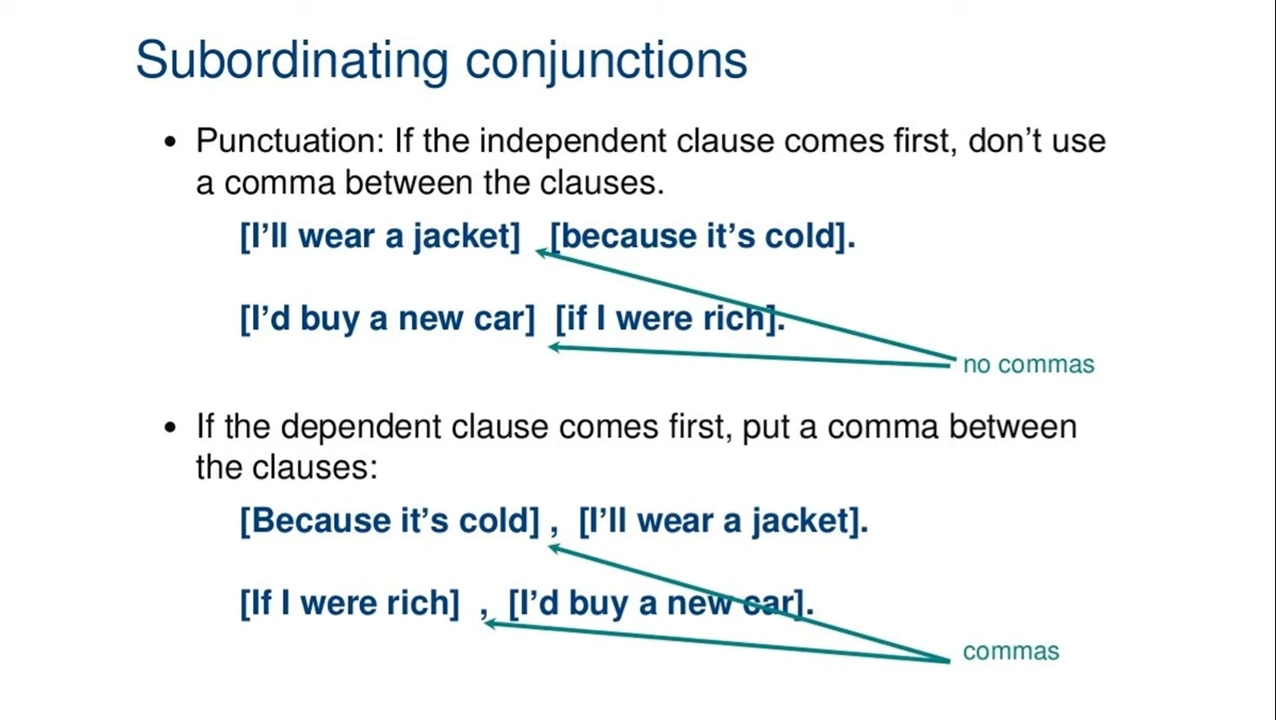 Subordinating conjunctions
• Punctuation: If the independent clause comes first, don’t use
a comma between the clauses.
[I’ll wear a jacket] [because it’s cold].
[I’d buy a new car] [if I were rich].
no commas
• If the dependent clause comes first, put a comma between
the clauses:
[Because it’s cold] , [I’ll wear a jacket].
[If I were rich] , [I’d buy a new car].
commas